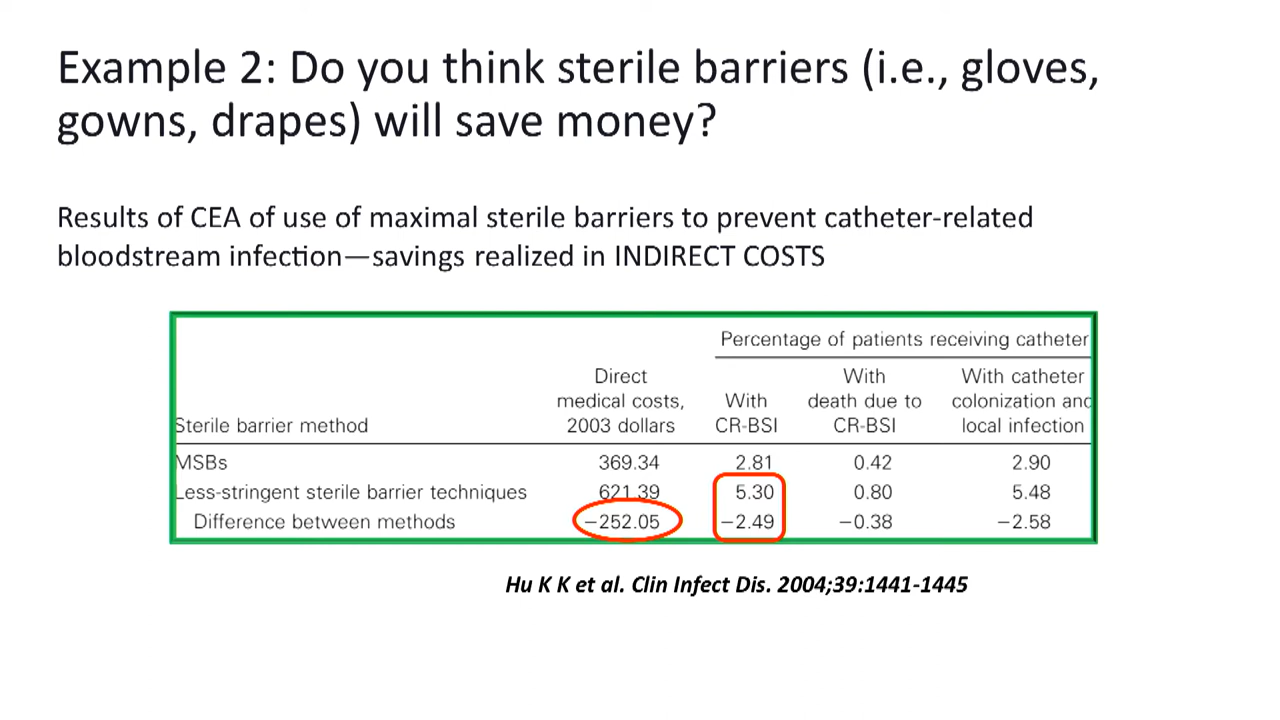 Example 2: Do you think sterile barriers (i.e., gloves,
gowns, drapes) will save money?
Results of CEA of use of maximal sterile barriers to prevent catheter-related
bloodstream infection—savings realized in INDIRECT COSTS
Percentage of patients receiving catheter
Direct With With catheter
medical costs, With death due to colonization and
Sterile barrier method 2003 dollars CR-BSI CR-BSI local infection
MSBs 369.34 2.81 0.42 2.90
Less-stringent sterile barrier techniques 621.39 5.30 0.80 5.48
Difference between methods −252.05 −2.49 −0.38 −2.58
Hu K K et al. Clin Infect Dis. 2004;39:1441-1445